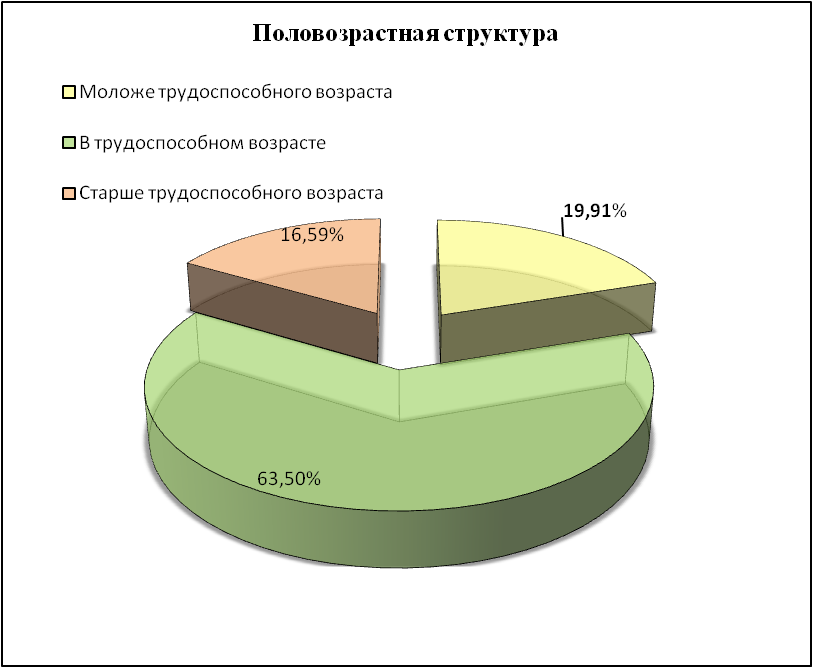 Половозрастная структура
Моложе трудоспособного возраста
В трудоспособном возрасте
Старше трудоспособного возраста
19,91%
16,59%
63,50%